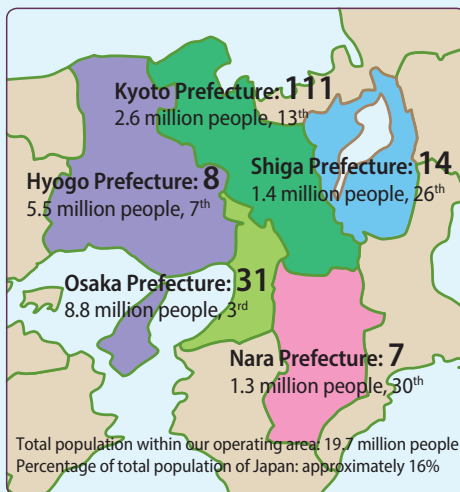 Kyoto Prefecture: 111
2.6 million people, 13th
Shiga Prefecture: 14
1.4 million people, 26th
Hyogo Prefecture: 8
5.5 million people, 7th
Osaka Prefecture: 31
8.8 million people, 3rd
Nara Prefecture: 7
1.3 million people, 30th
Total population within our operating area: 19.7 million people
Percentage of total population of Japan: approximately 16%